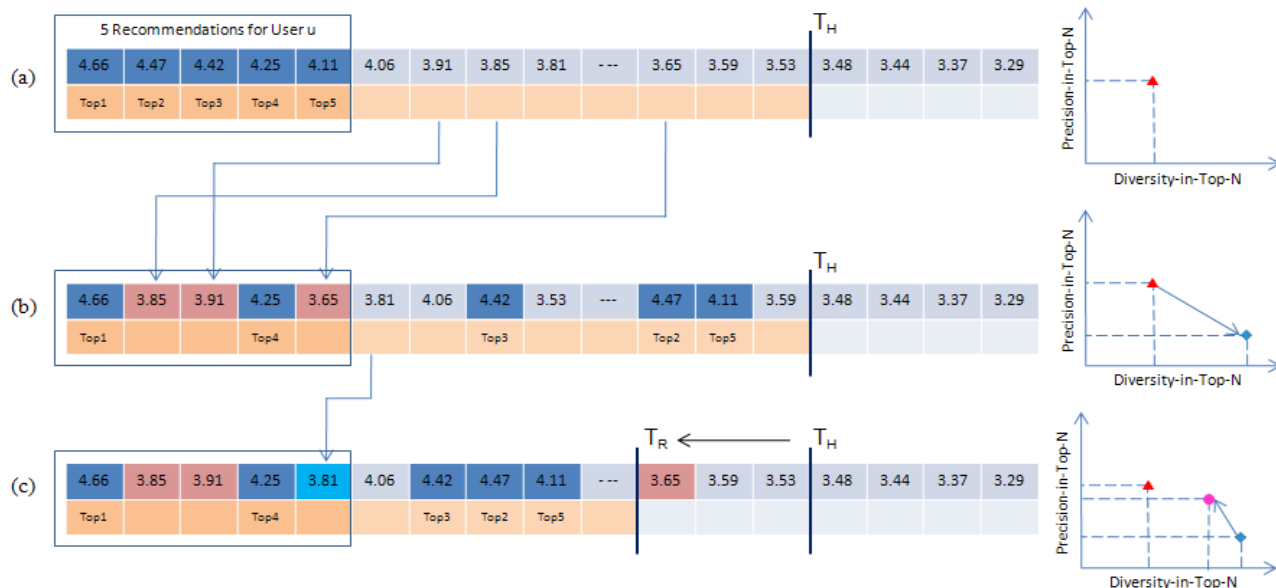 5 Recommendations for User u
T_H
(a)
4.66 4.47 4.42 4.25 4.11 4.06 3.91 3.85 3.81 --- 3.65 3.59 3.53 3.48 3.44 3.37 3.29
Top1 Top2 Top3 Top4 Top5
Precision-in-Top-N
Diversity-in-Top-N
T_H
(b)
4.66 3.85 3.91 4.25 3.65 3.81 4.06 4.42 3.53 --- 4.47 4.11 3.59 3.48 3.44 3.37 3.29
Top1 Top4 Top3 Top2 Top5
Precision-in-Top-N
Diversity-in-Top-N
T_R T_H
(c)
4.66 3.85 3.91 4.25 3.81 4.06 4.42 4.47 4.11 --- 3.65 3.59 3.53 3.48 3.44 3.37 3.29
Top1 Top4 Top3 Top2 Top5
Precision-in-Top-N
Diversity-in-Top-N